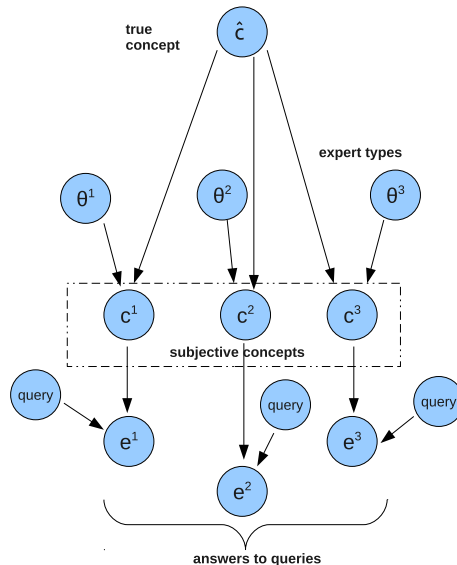 true
concept
ĉ
expert types
θ¹
θ²
θ³
c¹
c²
c³
subjective concepts
query
query
query
e¹
e²
e³
answers to queries